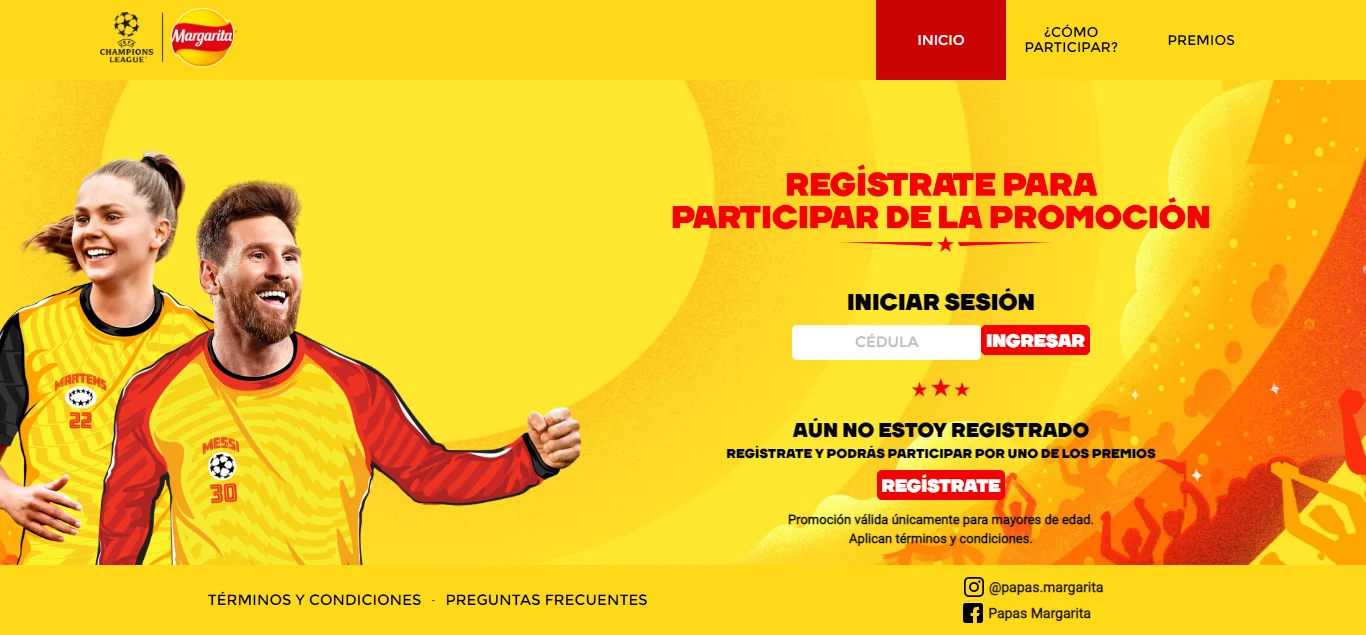 UEFA
CHAMPIONS
LEAGUE
Margarita
INICIO
¿CÓMO
PARTICIPAR?
PREMIOS
REGÍSTRATE PARA
PARTICIPAR DE LA PROMOCIÓN
INICIAR SESIÓN
CÉDULA
INGRESAR
AÚN NO ESTOY REGISTRADO
REGÍSTRATE Y PODRÁS PARTICIPAR POR UNO DE LOS PREMIOS
REGÍSTRATE
Promoción válida únicamente para mayores de edad.
Aplican términos y condiciones.
MARTENS
22
MESSI
30
TÉRMINOS Y CONDICIONES - PREGUNTAS FRECUENTES
@papas.margarita
Papas Margarita